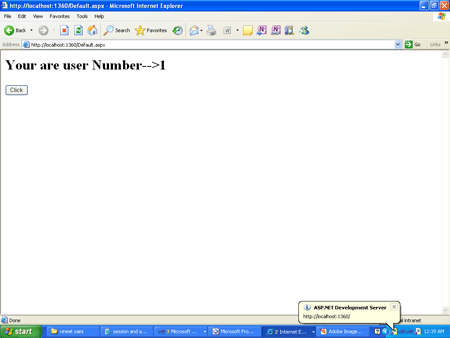 http://localhost:1360/Default.aspx - Microsoft Internet Explorer
File Edit View Favorites Tools Help
Back Search Favorites
Address http://localhost:1360/Default.aspx Go Links
Your are user Number-->1
Click
ASP.NET Development Server
http://localhost:1360/
Done intranet
start vineet saini session and a... 3 Microsoft ... Microsoft Fro... 2 Internet E... Adobe Image... 12:39 AM